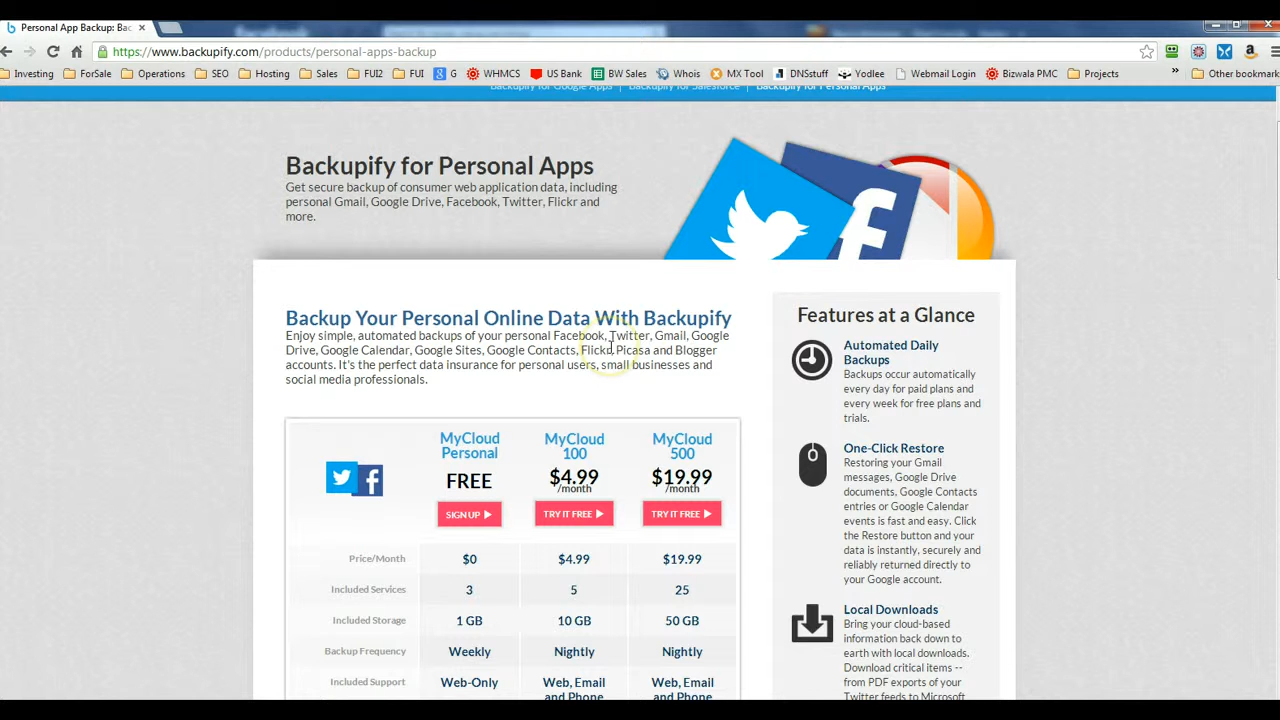 Personal App Backup: Bac
https://www.backupify.com/products/personal-apps-backup
Investing ForSale Operations SEO Hosting Sales FUI2 FUI G WHMCS US Bank BW Sales Whois MX Tool DNSstuff Yodlee Webmail Login Bizwala PMC Projects » Other bookmark
Backupify for Google Apps | Backupify for Salesforce | Backupify for Personal Apps
Backupify for Personal Apps
Get secure backup of consumer web application data, including
personal Gmail, Google Drive, Facebook, Twitter, Flickr and
more.
Backup Your Personal Online Data With Backupify
Enjoy simple, automated backups of your personal Facebook, Twitter, Gmail, Google
Drive, Google Calendar, Google Sites, Google Contacts, Flickr, Picasa and Blogger
accounts. It's the perfect data insurance for personal users, small businesses and
social media professionals.
MyCloud
Personal
MyCloud
100
MyCloud
500
FREE
$4.99
/month
$19.99
/month
SIGN UP
TRY IT FREE
TRY IT FREE
Price/Month $0 $4.99 $19.99
Included Services 3 5 25
Included Storage 1 GB 10 GB 50 GB
Backup Frequency Weekly Nightly Nightly
Included Support Web-Only Web, Email Web, Email
and Phone and Phone
Features at a Glance
Automated Daily
Backups
Backups occur automatically
every day for paid plans and
every week for free plans and
trials.
One-Click Restore
Restoring your Gmail
messages, Google Drive
documents, Google Contacts
entries or Google Calendar
events is fast and easy. Click
the Restore button and your
data is instantly, securely and
reliably returned directly to
your Google account.
Local Downloads
Bring your cloud-based
information back down to
earth with local downloads.
Download critical items --
from PDF exports of your
Twitter feeds to Microsoft